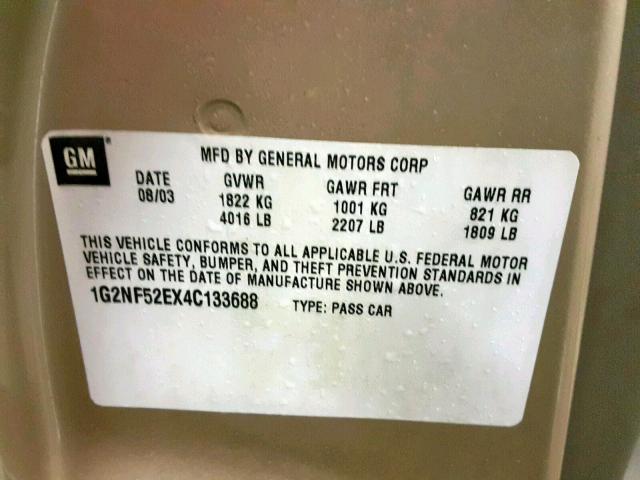 GM
MFD BY GENERAL MOTORS CORP
DATE GVWR GAWR FRT GAWR RR
08/03 1822 KG 1001 KG 821 KG
4016 LB 2207 LB 1809 LB
THIS VEHICLE CONFORMS TO ALL APPLICABLE U.S. FEDERAL MOTOR
VEHICLE SAFETY, BUMPER, AND THEFT PREVENTION STANDARDS IN
EFFECT ON THE DATE OF MANUFACTURE SHOWN ABOVE.
1G2NF52EX4C133688 TYPE: PASS CAR